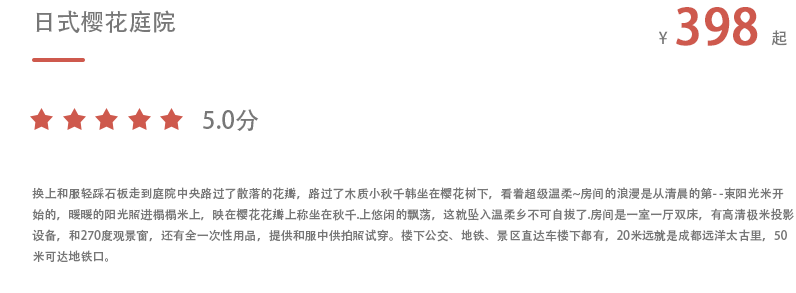 日式樱花庭院
¥ 398 起
5.0分
换上和服轻踩石板走到庭院中央路过了散落的花瓣，路过了木质小秋千韩坐在樱花树下，看着超级温柔~房间的浪漫是从清晨的第--束阳光米开
始的，暖暖的阳光照进榻榻米上，映在樱花花瓣上称坐在秋千.上悠闲的飘荡，这就坠入温柔乡不可自拔了.房间是一室一厅双床，有高清极米投影
设备，和270度观景窗，还有全一次性用品，提供和服中供拍照试穿。楼下公交、地铁、景区直达车楼下都有，20米远就是成都远洋太古里，50
米可达地铁口。